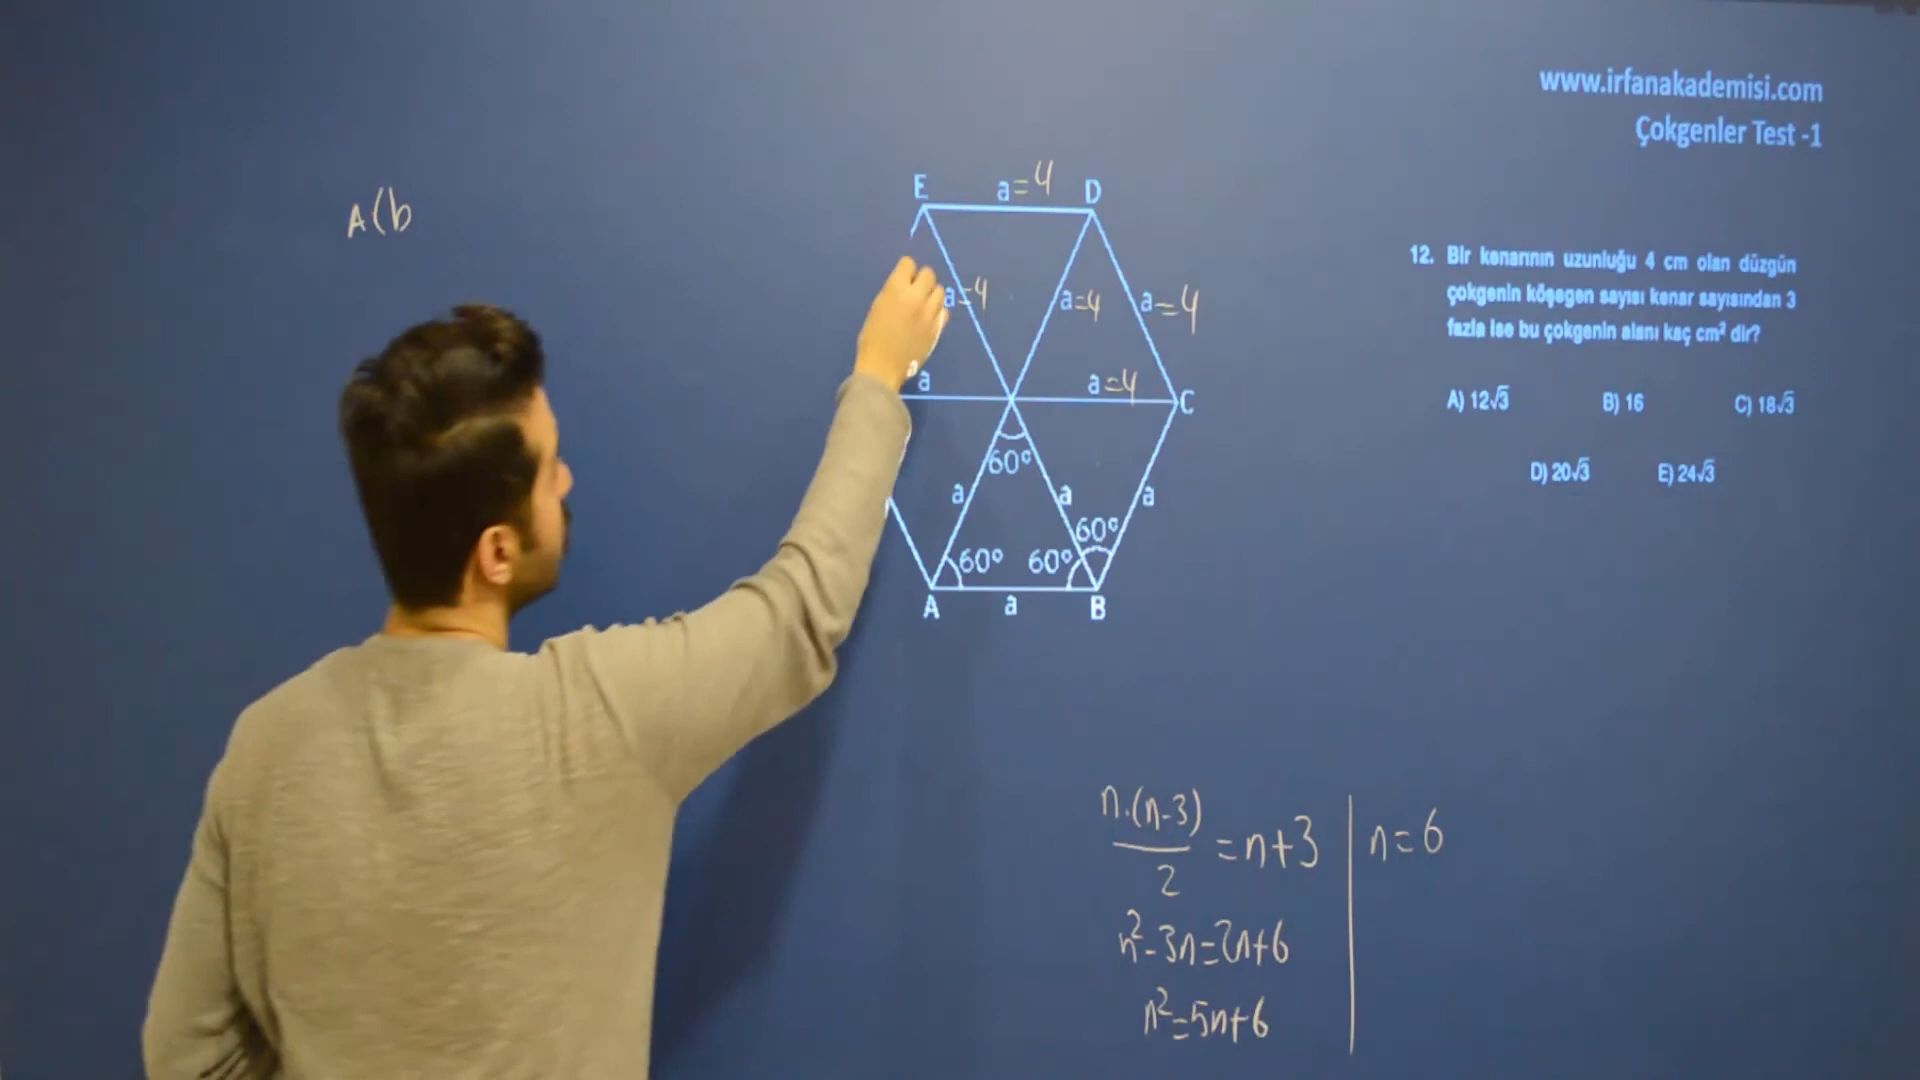 www.irfanakademisi.com
Çokgenler Test -1
A(b
E
a=4
D
a=4
a=4
a=4
a
a=4
C
60°
a
a
a
60°
60°
60°
A
a
B
12. Bir kenarının uzunluğu 4 cm olan düzgün
çokgenin köşegen sayısı kenar sayısından 3
fazla ise bu çokgenin alanı kaç cm² dir?
A) 12√3
B) 16
C) 18√3
D) 20√3
E) 24√3
n.(n-3)
2
=n+3
n=6
n²-3n=2n+6
n²=5n+6